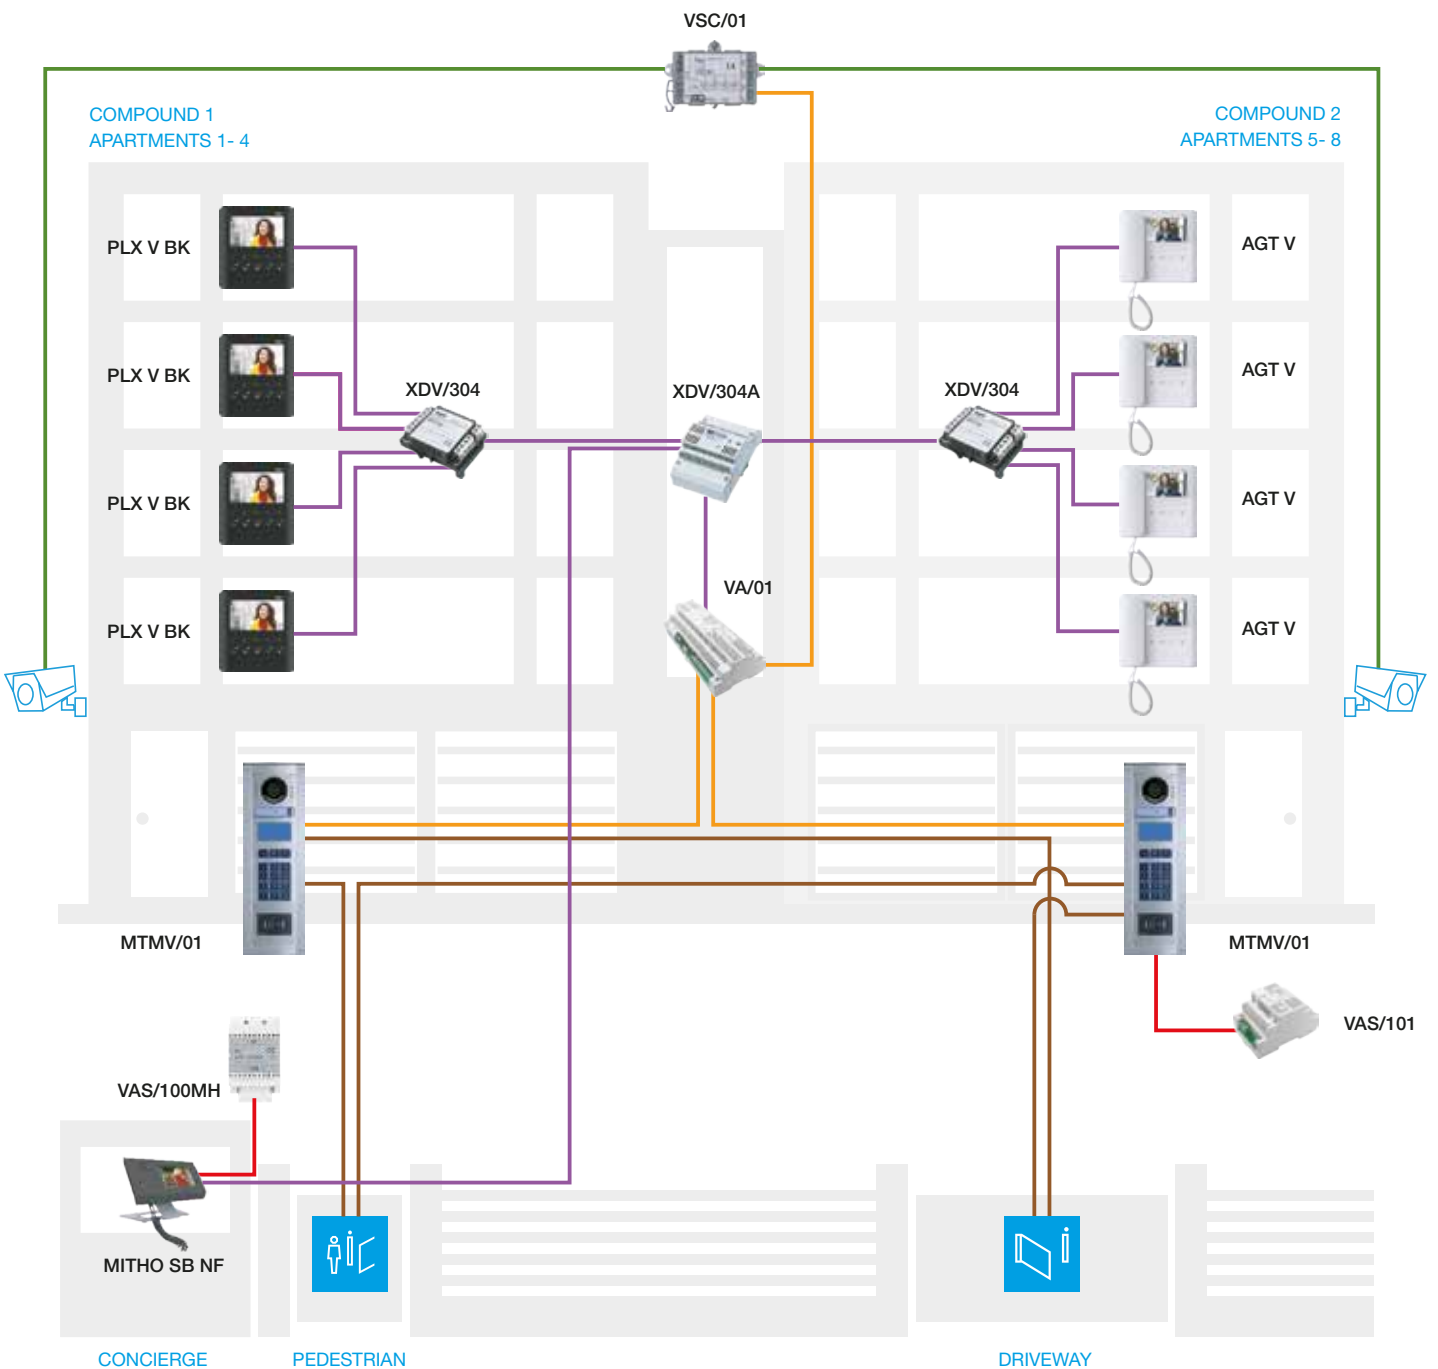 VSC/01
COMPOUND 1
APARTMENTS 1- 4
COMPOUND 2
APARTMENTS 5- 8
PLX V BK
AGT V
PLX V BK
XDV/304
XDV/304A
XDV/304
AGT V
PLX V BK
AGT V
VA/01
PLX V BK
AGT V
MTMV/01
MTMV/01
VAS/101
VAS/100MH
MITHO SB NF
CONCIERGE
PEDESTRIAN
DRIVEWAY